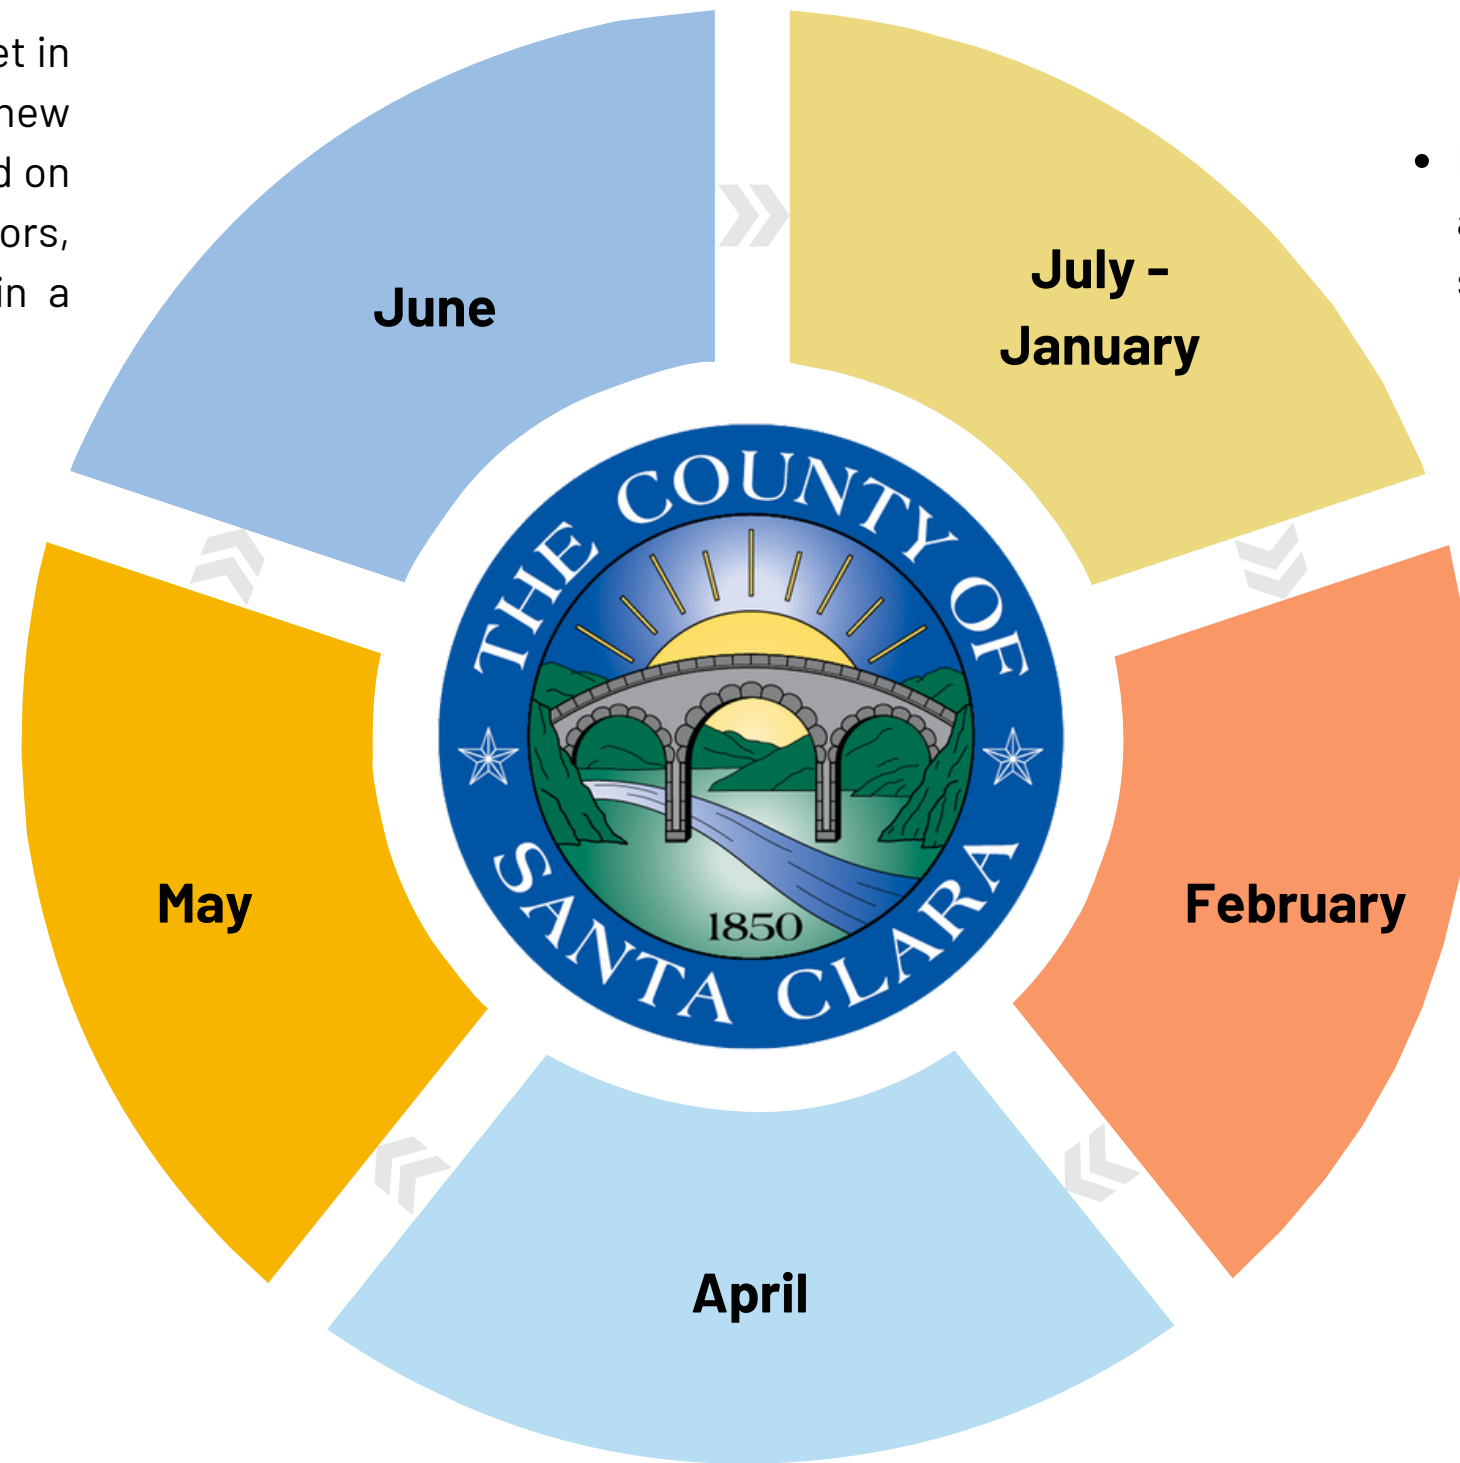 et in
new
d on
ors,
in a
June
July -
January
February
April
May
THE COUNTY OF
SANTA CLARA
1850